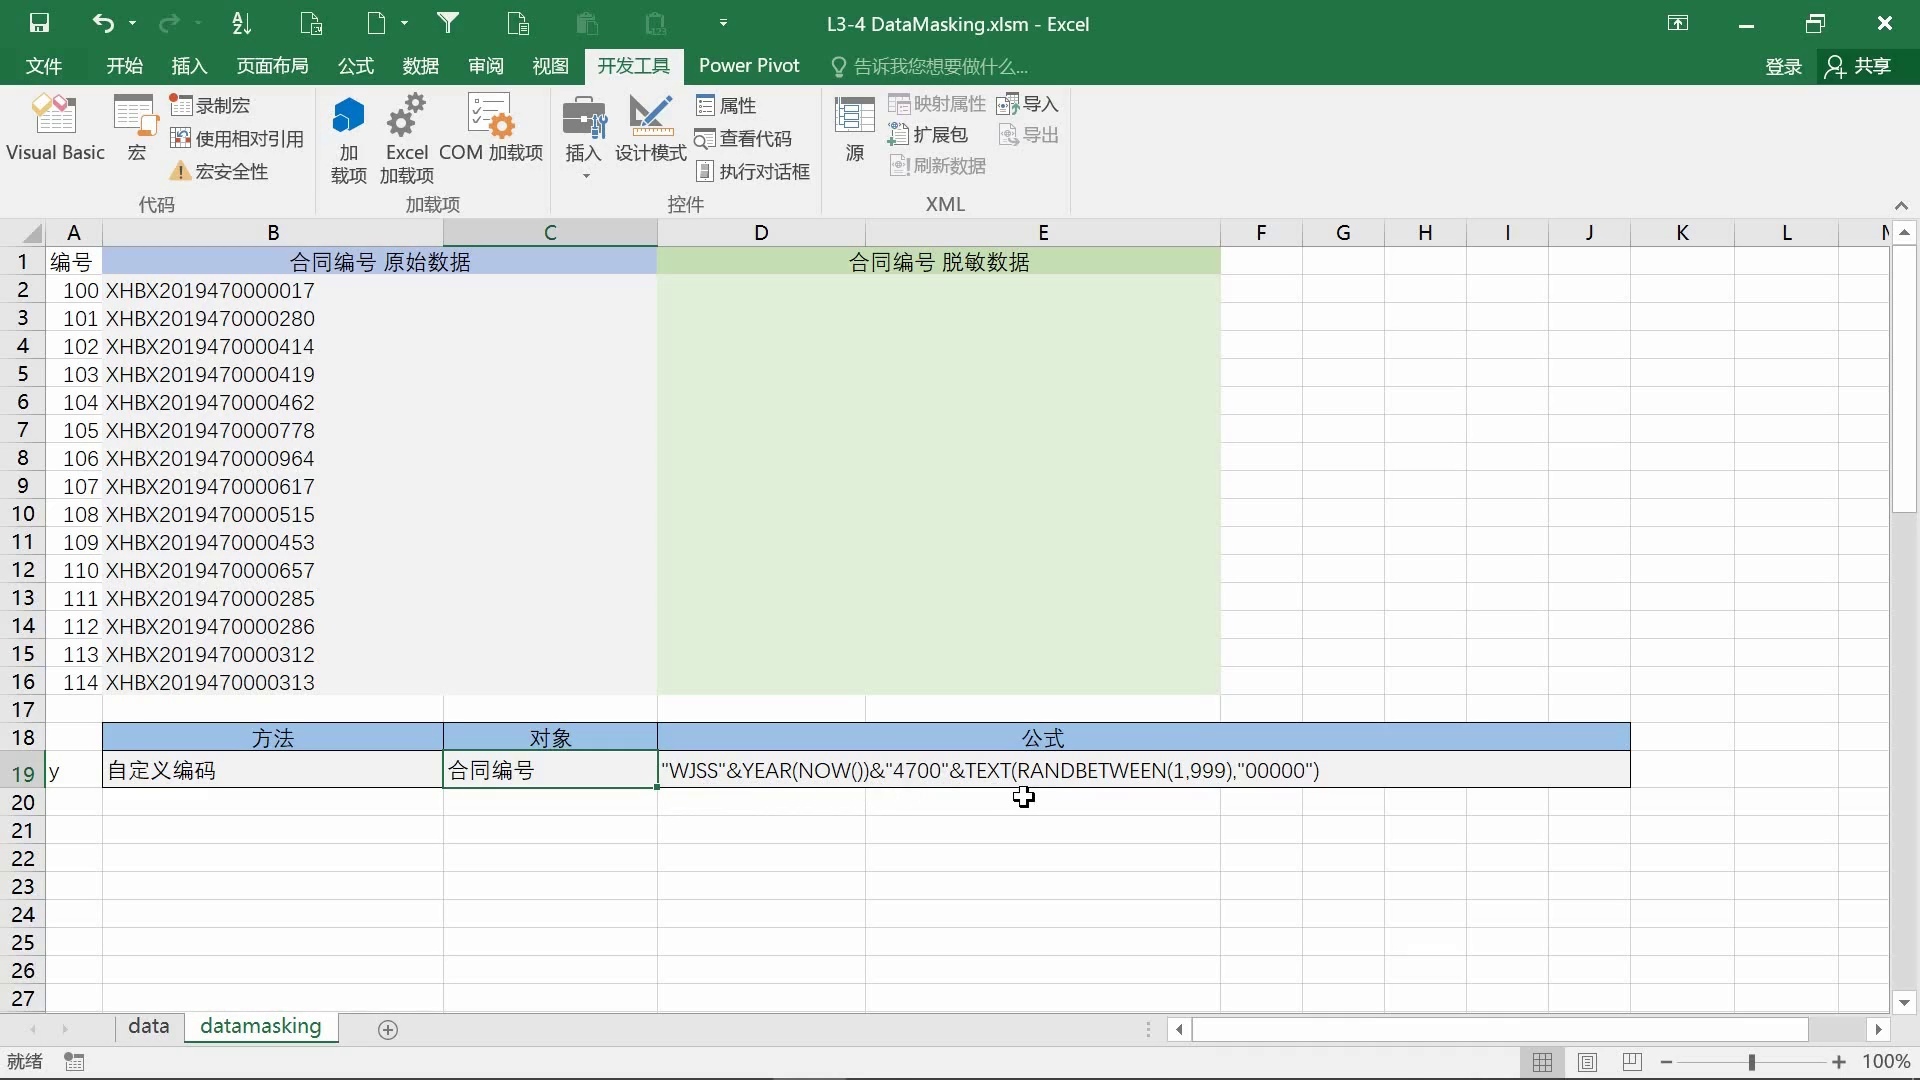 L3-4 DataMasking.xlsm - Excel
文件 开始 插入 页面布局 公式 数据 审阅 视图 开发工具 Power Pivot 告诉我您想要做什么... 登录 共享
Visual Basic
宏
录制宏
使用相对引用
宏安全性
代码
加载项
Excel 加载项
COM 加载项
加载项
插入
设计模式
属性
查看代码
执行对话框
控件
源
映射属性
扩展包
刷新数据
导入
导出
XML
A B C D E F G H I J K L
1 编号 合同编号 原始数据 合同编号 脱敏数据
2 100 XHBX2019470000017
3 101 XHBX2019470000280
4 102 XHBX2019470000414
5 103 XHBX2019470000419
6 104 XHBX2019470000462
7 105 XHBX2019470000778
8 106 XHBX2019470000964
9 107 XHBX2019470000617
10 108 XHBX2019470000515
11 109 XHBX2019470000453
12 110 XHBX2019470000657
13 111 XHBX2019470000285
14 112 XHBX2019470000286
15 113 XHBX2019470000312
16 114 XHBX2019470000313
17
18 方法 对象 公式
19 y 自定义编码 合同编号 "WJSS"&YEAR(NOW())&"4700"&TEXT(RANDBETWEEN(1,999),"00000")
20
21
22
23
24
25
26
27
data datamasking
就绪 100%